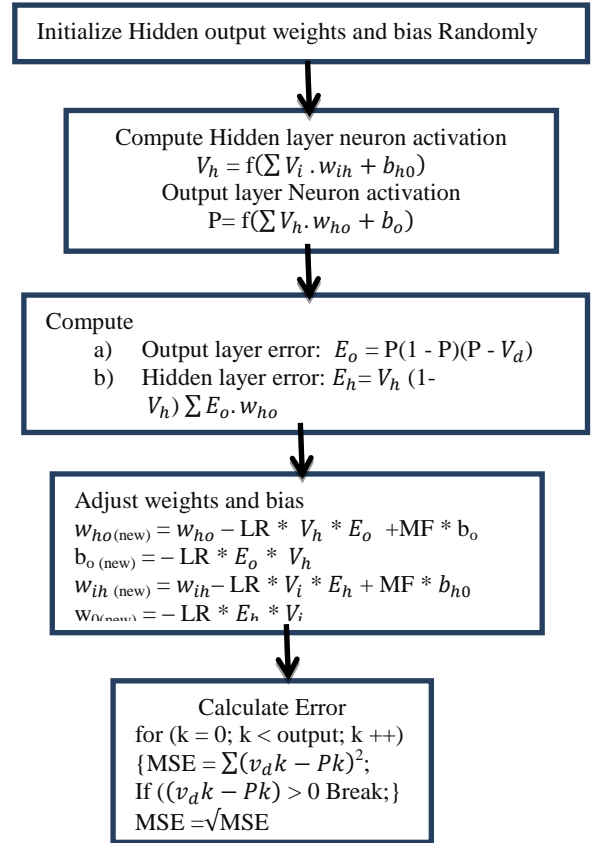 Initialize Hidden output weights and bias Randomly
Compute Hidden layer neuron activation
V_h = f(∑ V_i . w_ih + b_h0)
Output layer Neuron activation
P= f(∑ V_h. w_ho + b_o)
Compute
a) Output layer error: E_o = P(1 - P)(P - V_d)
b) Hidden layer error: E_h= V_h (1-
V_h) ∑ E_o. w_ho
Adjust weights and bias
w_ho(new) = w_ho – LR * V_h * E_o +MF * b_o
b_o (new) = – LR * E_o * V_h
w_ih (new) = w_ih– LR * V_i * E_h + MF * b_h0
w_0(new) = – LR * E_h * V_i
Calculate Error
for (k = 0; k < output; k ++)
{MSE = ∑(v_d k – Pk)²;
If ((v_d k – Pk) > 0 Break;}
MSE =√MSE